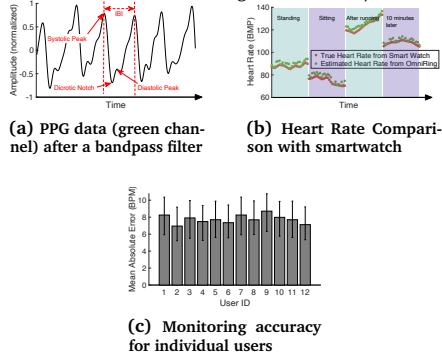 Amplitude (normalized)
1
0.5
0
-0.5
-1
IBI
Systolic Peak
Dicrotic Notch
Diastolic Peak
Time
(a) PPG data (green chan-
nel) after a bandpass filter
Heart Rate (BMP)
140
120
100
80
60
Standing
Sitting
After running
10 minutes
later
True Heart Rate from Smart Watch
Estimated Heart Rate from OmniRing
Time
(b) Heart Rate Compari-
son with smartwatch
Mean Absolute Error (BPM)
10
8
6
4
2
0
1 2 3 4 5 6 7 8 9 10 11 12
User ID
(c) Monitoring accuracy
for individual users